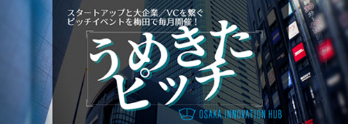 スタートアップと大企業／VCを繋ぐ
ピッチイベントを梅田で毎月開催！
うめきた
ピッチ
OSAKA INNOVATION HUB